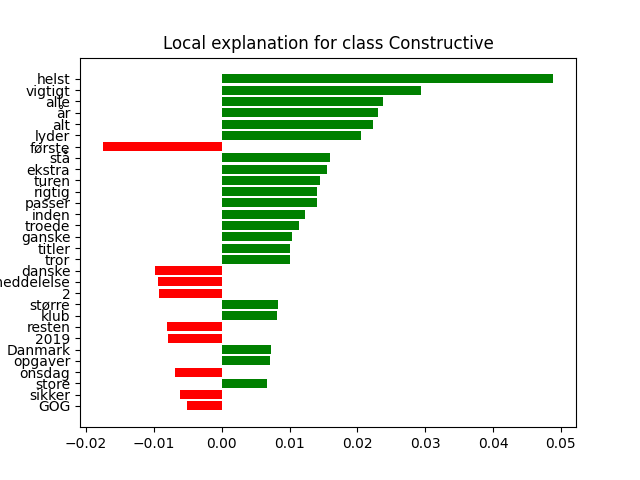 Local explanation for class Constructive
helst
vigtigt
alle
år
alt
lyder
første
stå
ekstra
turen
rigtig
passer
inden
troede
ganske
titler
tror
danske
neddelelse
2
større
klub
resten
2019
Danmark
opgaver
onsdag
store
sikker
GOG
−0.02 −0.01 0.00 0.01 0.02 0.03 0.04 0.05